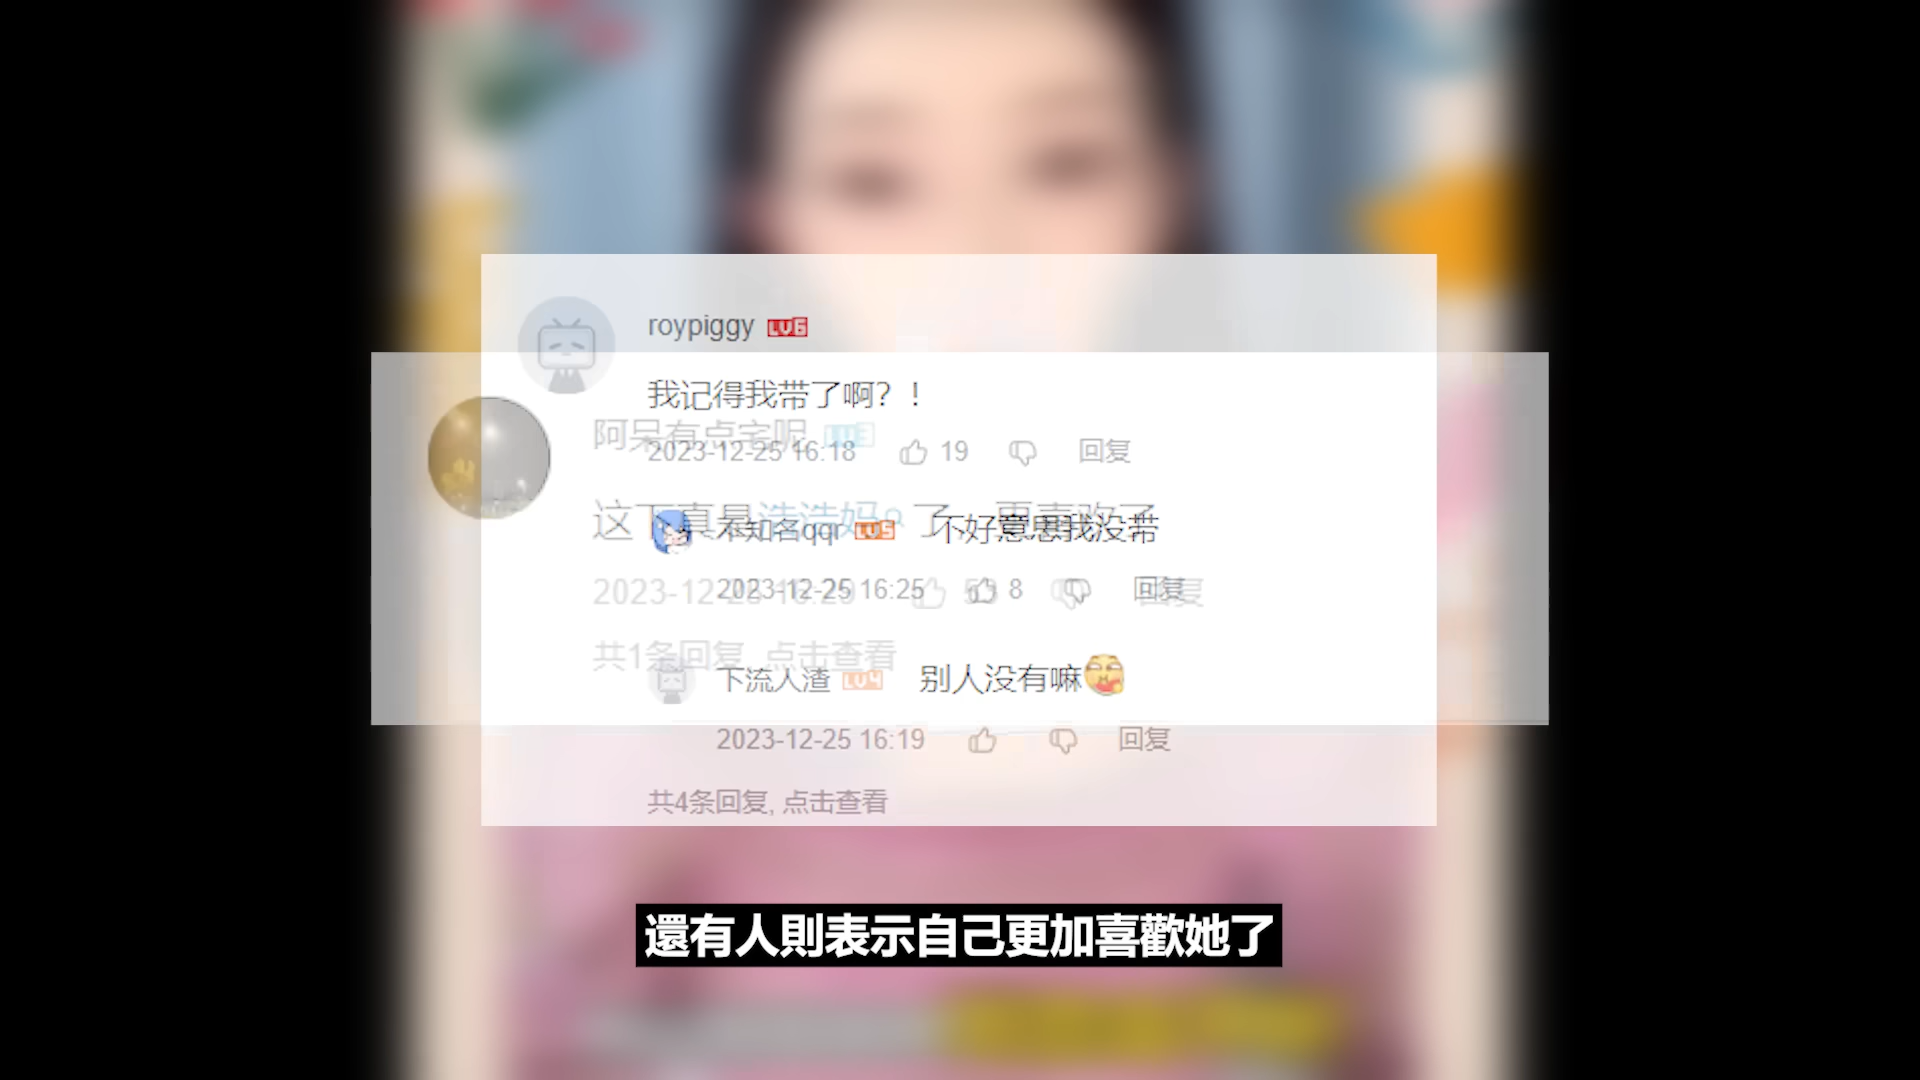 roypiggy LV6
我记得我带了啊？！
阿呆有点宅呢 LV3
2023-12-25 16:18 19 回复
这下真是浩浩妈了，更喜欢了
不知名qqr LV5 不好意思我没带
2023-12-25 16:25 8 回复
共1条回复, 点击查看
下流人渣 LV4 别人没有嘛
2023-12-25 16:19 回复
共4条回复, 点击查看
還有人則表示自己更加喜歡她了